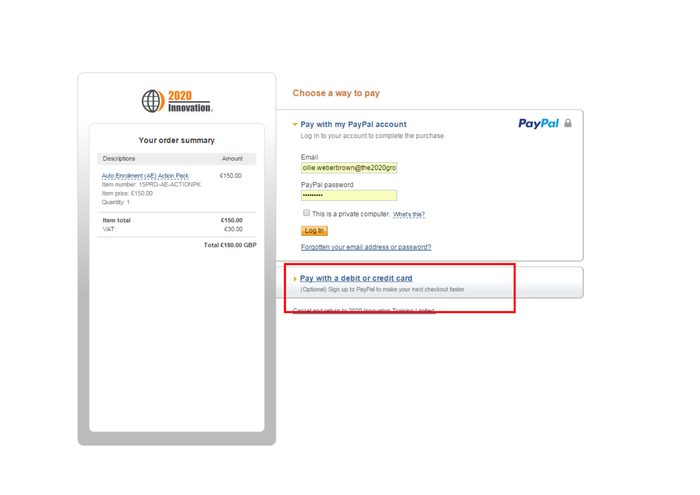 2020
Innovation.
Your order summary
Descriptions Amount
Auto Enrolment (AE) Action Pack £150.00
Item number: 15PRD-AE-ACTIONPK
Item price: £150.00
Quantity: 1
Item total £150.00
VAT: £30.00
Total £180.00 GBP
Choose a way to pay
Pay with my PayPal account
PayPal
Log in to your account to complete the purchase
Email
ollie.weberbrown@the2020gro
PayPal password
•••••••••
This is a private computer. What's this?
Log In
Forgotten your email address or password?
Pay with a debit or credit card
(Optional) Sign up to PayPal to make your next checkout faster
Cancel and return to 2020 Innovation Training Limited.